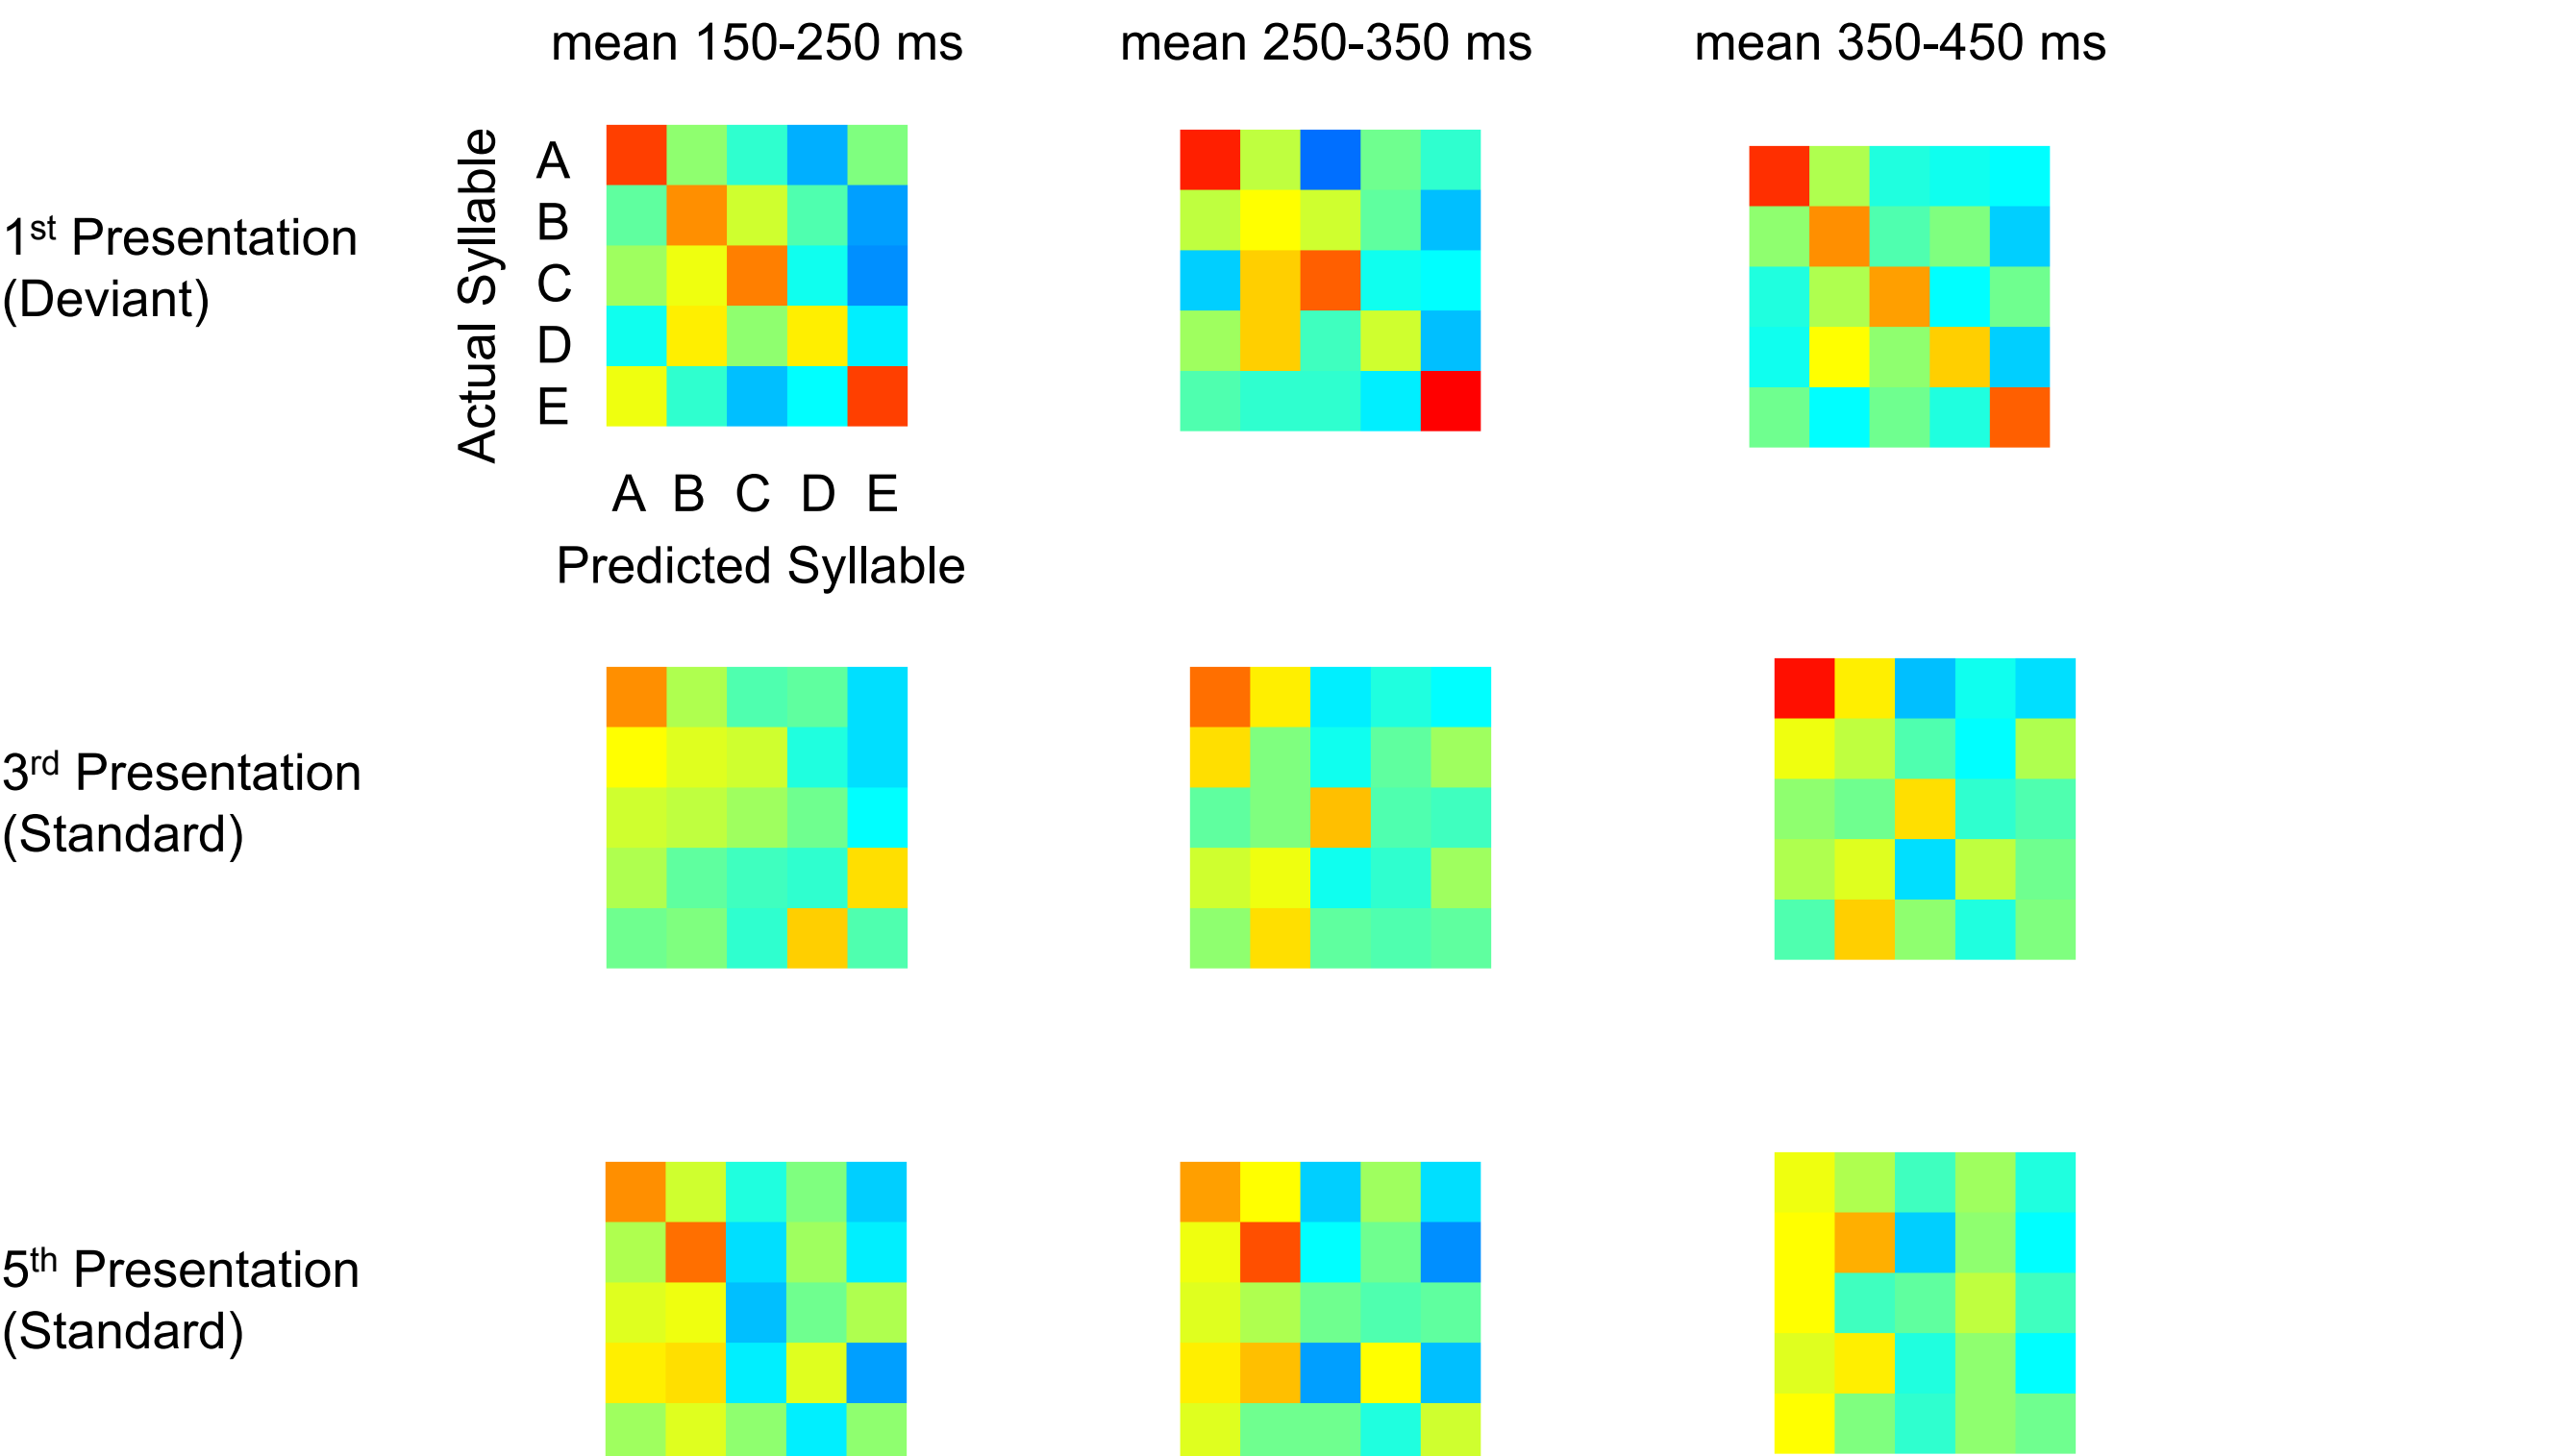 mean 150-250 ms
mean 250-350 ms
mean 350-450 ms
1st Presentation
(Deviant)
Actual Syllable
A
B
C
D
E
A B C D E
Predicted Syllable
3rd Presentation
(Standard)
5th Presentation
(Standard)